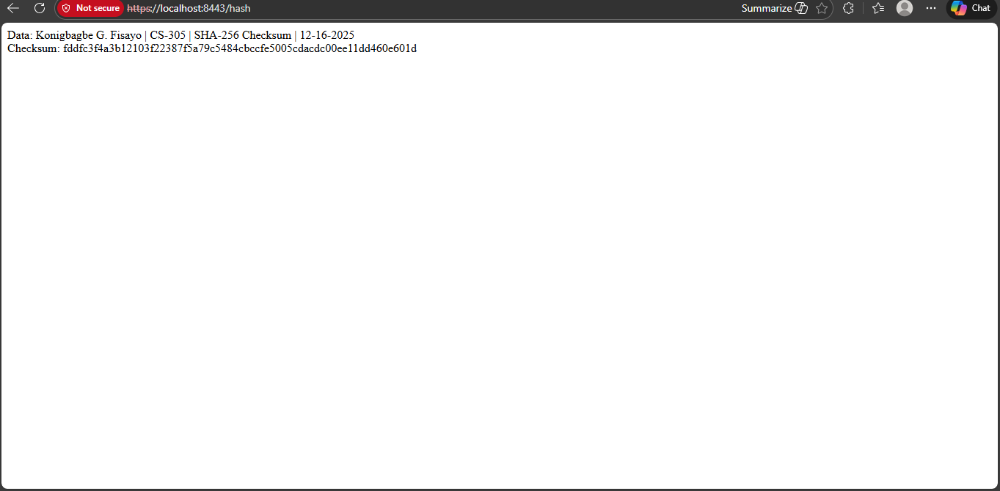 Not secure https://localhost:8443/hash Summarize Chat
Data: Konigbagbe G. Fisayo | CS-305 | SHA-256 Checksum | 12-16-2025
Checksum: fddfc3f4a3b12103f22387f5a79c5484cbccfe5005cdacdc00ee11dd460e601d